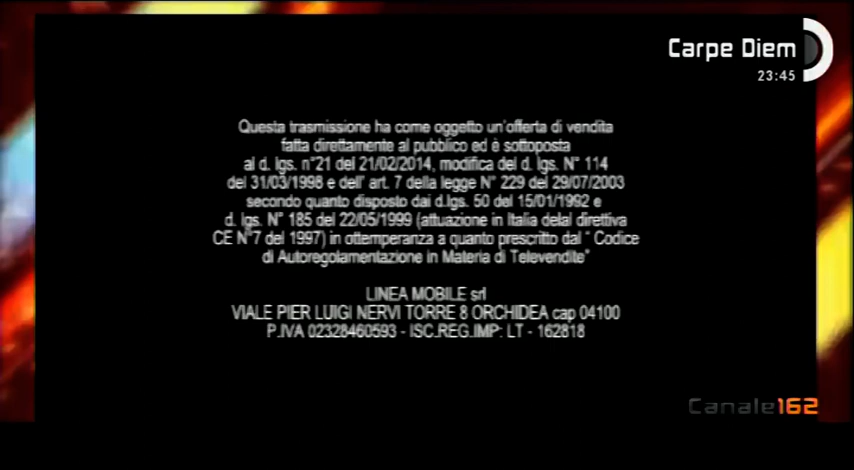 Carpe Diem
23:45
Questa trasmissione ha come oggetto un'offerta di vendita
fatta direttamente al pubblico ed è sottoposta
al d. lgs. n°21 del 21/02/2014, modifica del d. lgs. N° 114
del 31/03/1998 e dell' art. 7 della legge N° 229 del 29/07/2003
secondo quanto disposto dai d.lgs. 50 del 15/01/1992 e
d. lgs. N° 185 del 22/05/1999 (attuazione in Italia delal direttiva
CE N°7 del 1997) in ottemperanza a quanto prescritto dal " Codice
di Autoregolamentazione in Materia di Televendite"
LINEA MOBILE srl
VIALE PIER LUIGI NERVI TORRE 8 ORCHIDEA cap 04100
P.IVA 02328460593 - ISC.REG.IMP: LT - 162818
Canale162